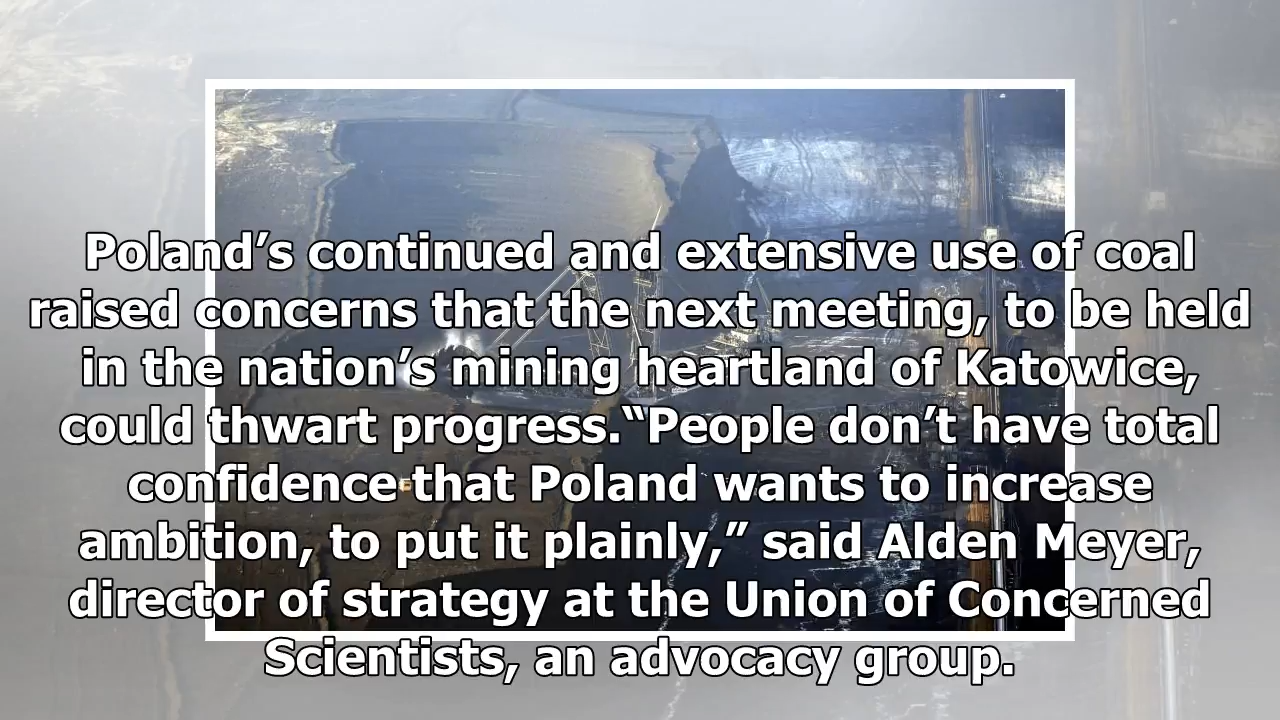 Poland’s continued and extensive use of coal
raised concerns that the next meeting, to be held
in the nation’s mining heartland of Katowice,
could thwart progress.“People don’t have total
confidence that Poland wants to increase
ambition, to put it plainly,” said Alden Meyer,
director of strategy at the Union of Concerned
Scientists, an advocacy group.